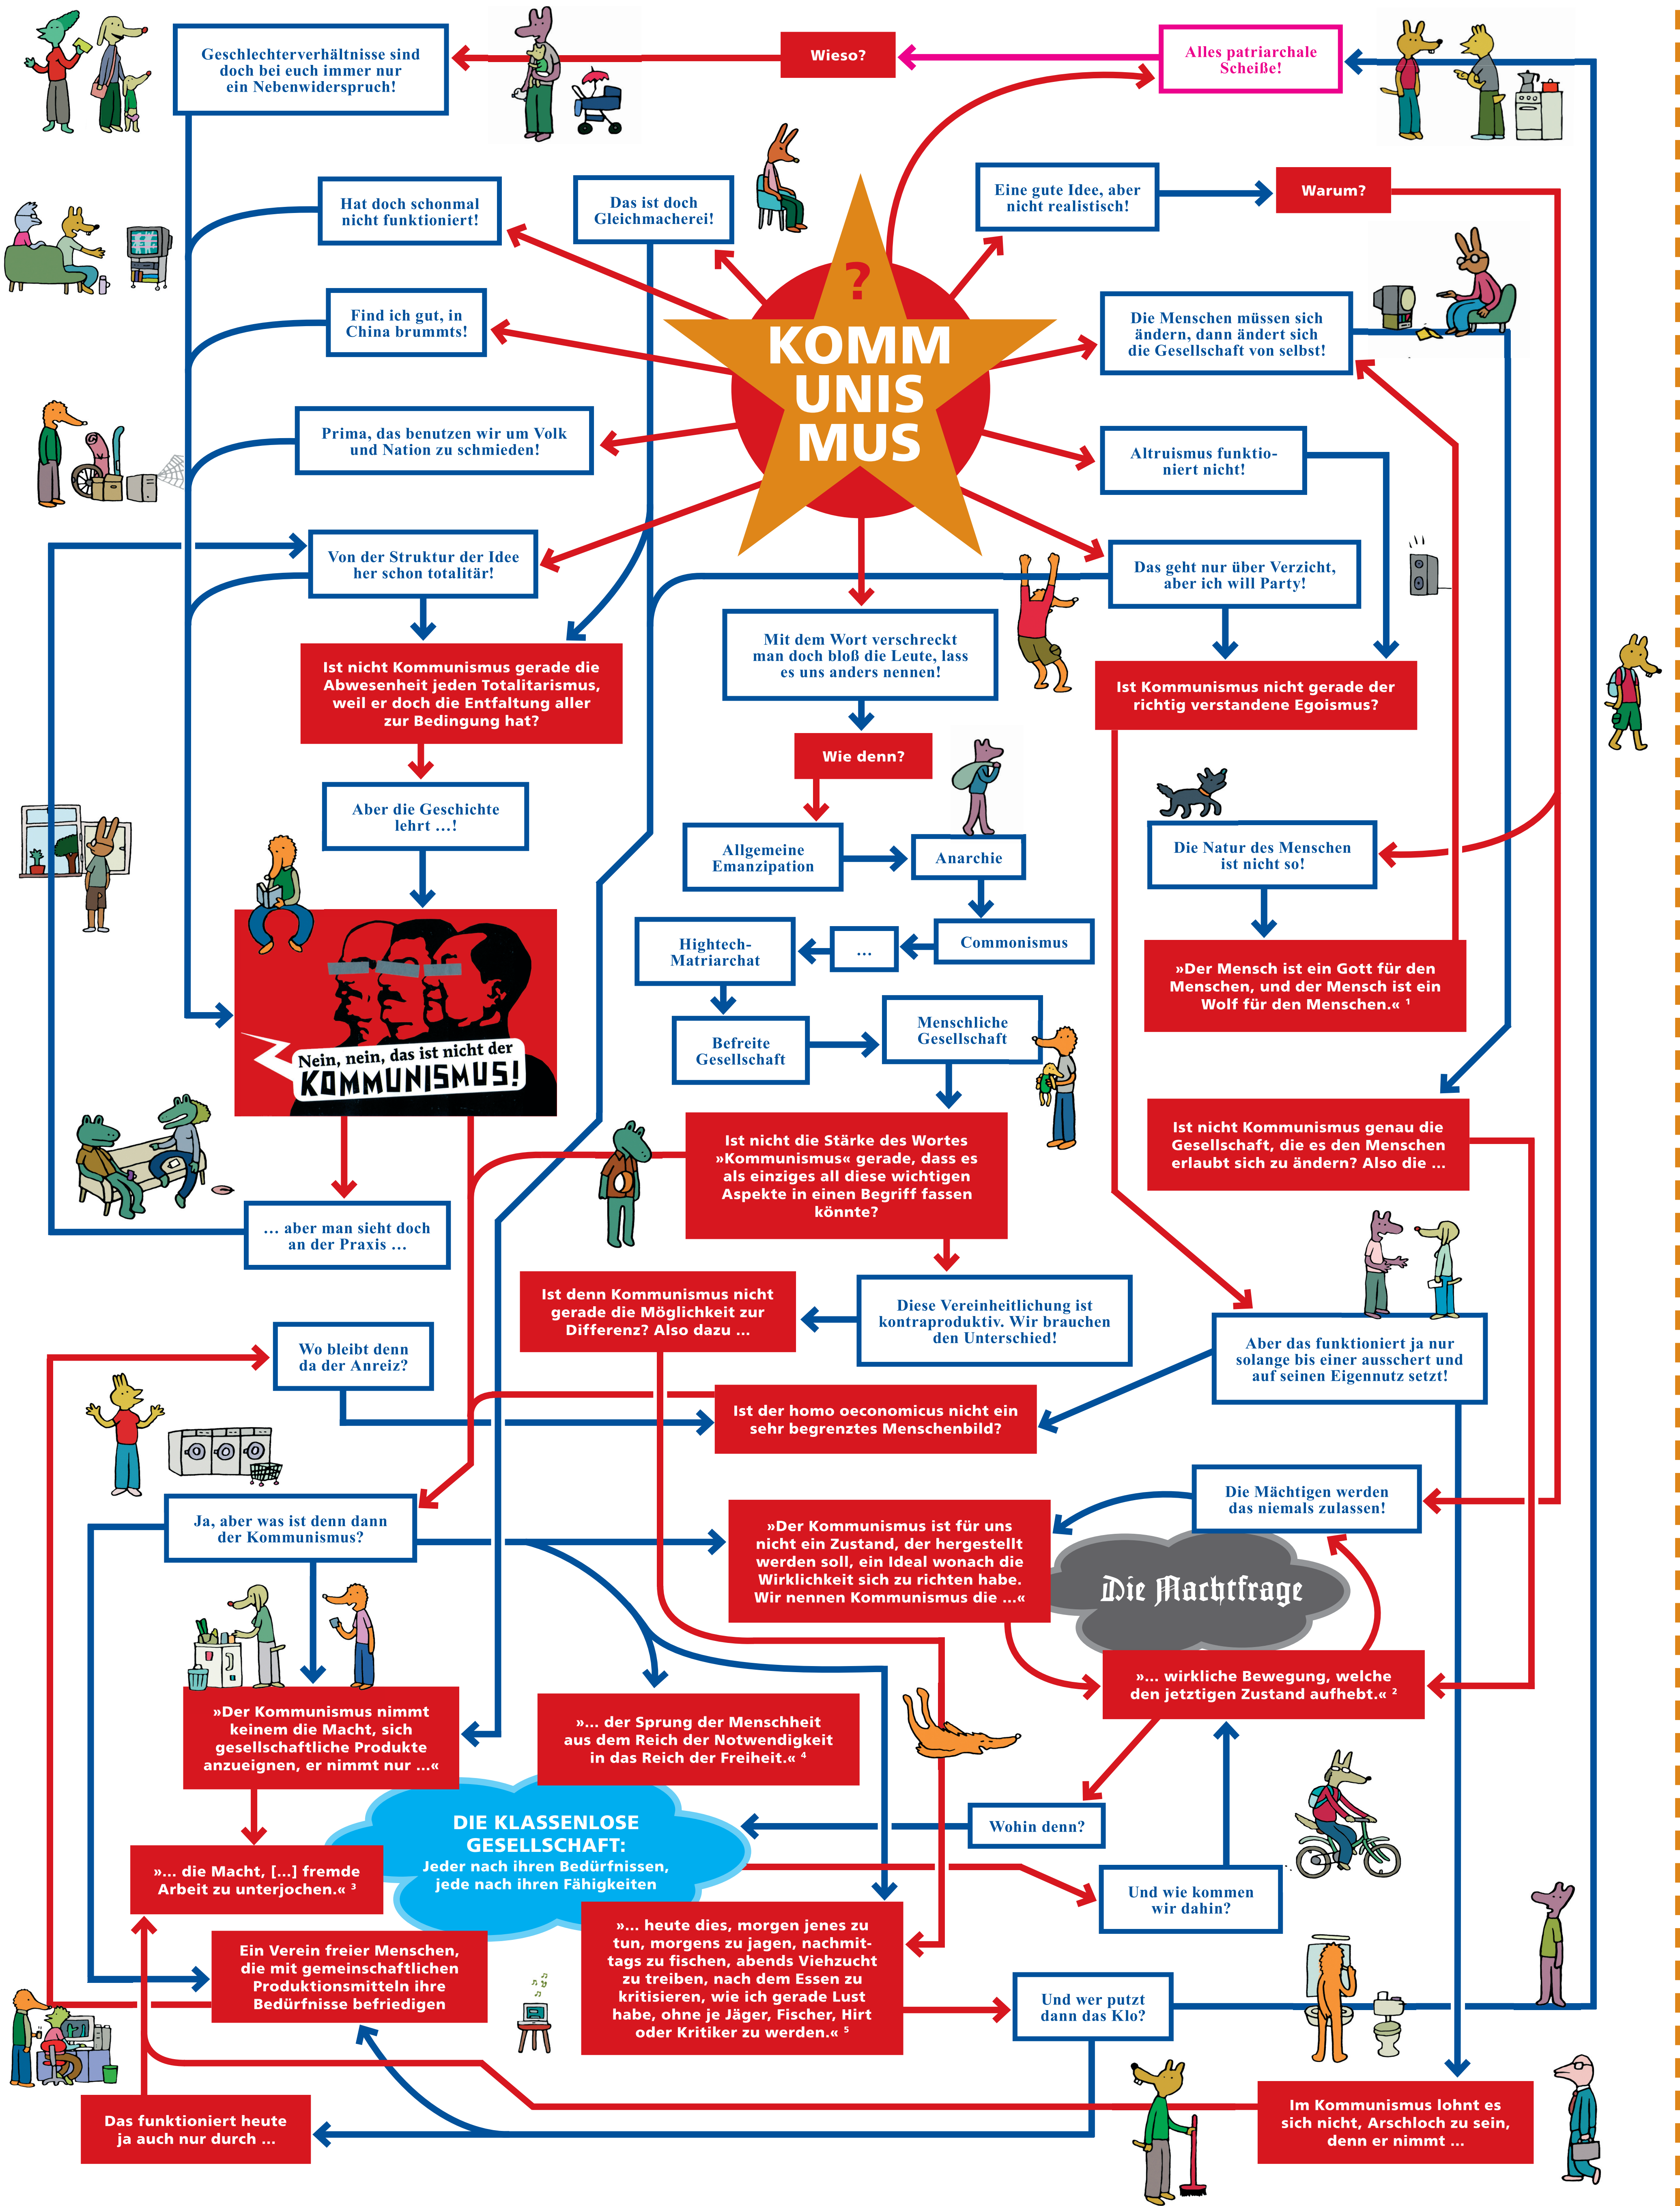 Geschlechterverhältnisse sind
doch bei euch immer nur
ein Nebenwiderspruch!
Wieso?
Alles patriarchale
Scheiße!
Hat doch schonmal
nicht funktioniert!
Das ist doch
Gleichmacherei!
Eine gute Idee, aber
nicht realistisch!
Warum?
?
KOMM
UNIS
MUS
Find ich gut, in
China brummts!
Die Menschen müssen sich
ändern, dann ändert sich
die Gesellschaft von selbst!
Prima, das benutzen wir um Volk
und Nation zu schmieden!
Altruismus funktio-
niert nicht!
Von der Struktur der Idee
her schon totalitär!
Das geht nur über Verzicht,
aber ich will Party!
Mit dem Wort verschreckt
man doch bloß die Leute, lass
es uns anders nennen!
Ist nicht Kommunismus gerade die
Abwesenheit jeden Totalitarismus,
weil er doch die Entfaltung aller
zur Bedingung hat?
Ist Kommunismus nicht gerade der
richtig verstandene Egoismus?
Wie denn?
Aber die Geschichte
lehrt …!
Allgemeine
Emanzipation
Anarchie
Die Natur des Menschen
ist nicht so!
Hightech-
Matriarchat
…
Commonismus
»Der Mensch ist ein Gott für den
Menschen, und der Mensch ist ein
Wolf für den Menschen.« 1
Nein, nein, das ist nicht der
KOMMUNISMUS!
Befreite
Gesellschaft
Menschliche
Gesellschaft
Ist nicht die Stärke des Wortes
»Kommunismus« gerade, dass es
als einziges all diese wichtigen
Aspekte in einen Begriff fassen
könnte?
Ist nicht Kommunismus genau die
Gesellschaft, die es den Menschen
erlaubt sich zu ändern? Also die …
… aber man sieht doch
an der Praxis …
Ist denn Kommunismus nicht
gerade die Möglichkeit zur
Differenz? Also dazu …
Diese Vereinheitlichung ist
kontraproduktiv. Wir brauchen
den Unterschied!
Aber das funktioniert ja nur
solange bis einer ausschert und
auf seinen Eigennutz setzt!
Wo bleibt denn
da der Anreiz?
Ist der homo oeconomicus nicht ein
sehr begrenztes Menschenbild?
Ja, aber was ist denn dann
der Kommunismus?
Die Mächtigen werden
das niemals zulassen!
»Der Kommunismus ist für uns
nicht ein Zustand, der hergestellt
werden soll, ein Ideal wonach die
Wirklichkeit sich zu richten habe.
Wir nennen Kommunismus die …«
Die Machtfrage
»… wirkliche Bewegung, welche
den jetztigen Zustand aufhebt.« 2
»Der Kommunismus nimmt
keinem die Macht, sich
gesellschaftliche Produkte
anzueignen, er nimmt nur …«
»… der Sprung der Menschheit
aus dem Reich der Notwendigkeit
in das Reich der Freiheit.« 4
DIE KLASSENLOSE
GESELLSCHAFT:
Jeder nach ihren Bedürfnissen,
jede nach ihren Fähigkeiten
Wohin denn?
»… die Macht, […] fremde
Arbeit zu unterjochen.« 3
Und wie kommen
wir dahin?
Ein Verein freier Menschen,
die mit gemeinschaftlichen
Produktionsmitteln ihre
Bedürfnisse befriedigen
»… heute dies, morgen jenes zu
tun, morgens zu jagen, nachmit-
tags zu fischen, abends Viehzucht
zu treiben, nach dem Essen zu
kritisieren, wie ich gerade Lust
habe, ohne je Jäger, Fischer, Hirt
oder Kritiker zu werden.« 5
Und wer putzt
dann das Klo?
Das funktioniert heute
ja auch nur durch …
Im Kommunismus lohnt es
sich nicht, Arschloch zu sein,
denn er nimmt …